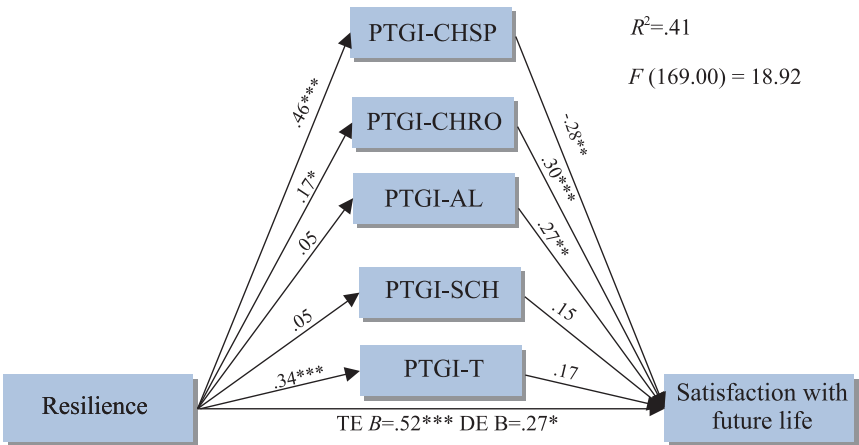 PTGI-CHSP
R²=.41
F (169.00) = 18.92
.46***
-.28**
PTGI-CHRO
.17*
.30***
PTGI-AL
.05
.27**
PTGI-SCH
.05
.15
PTGI-T
.34***
.17
Resilience
TE B=.52*** DE B=.27*
Satisfaction with
future life